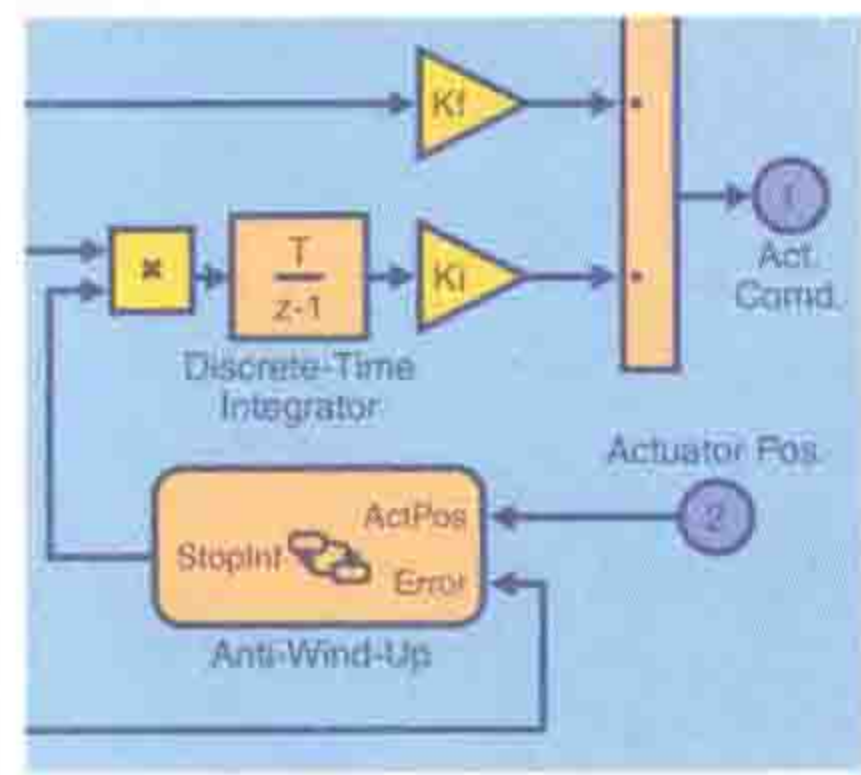 Kf
1
Act.
Comd.
×
T
z-1
Ki
Discrete-Time
Integrator
Actuator Pos.
2
ActPos
StopInt
Error
Anti-Wind-Up